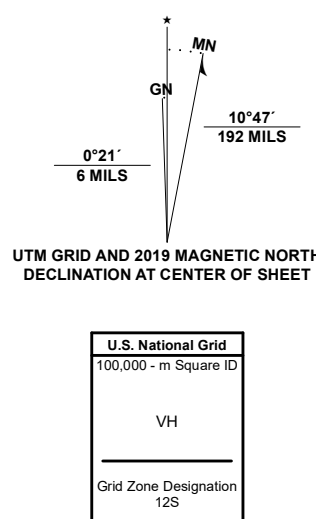 ★
MN
GN
10°47´
192 MILS
0°21´
6 MILS
UTM GRID AND 2019 MAGNETIC NORTH
DECLINATION AT CENTER OF SHEET
U.S. National Grid
100,000 - m Square ID
VH
Grid Zone Designation
12S